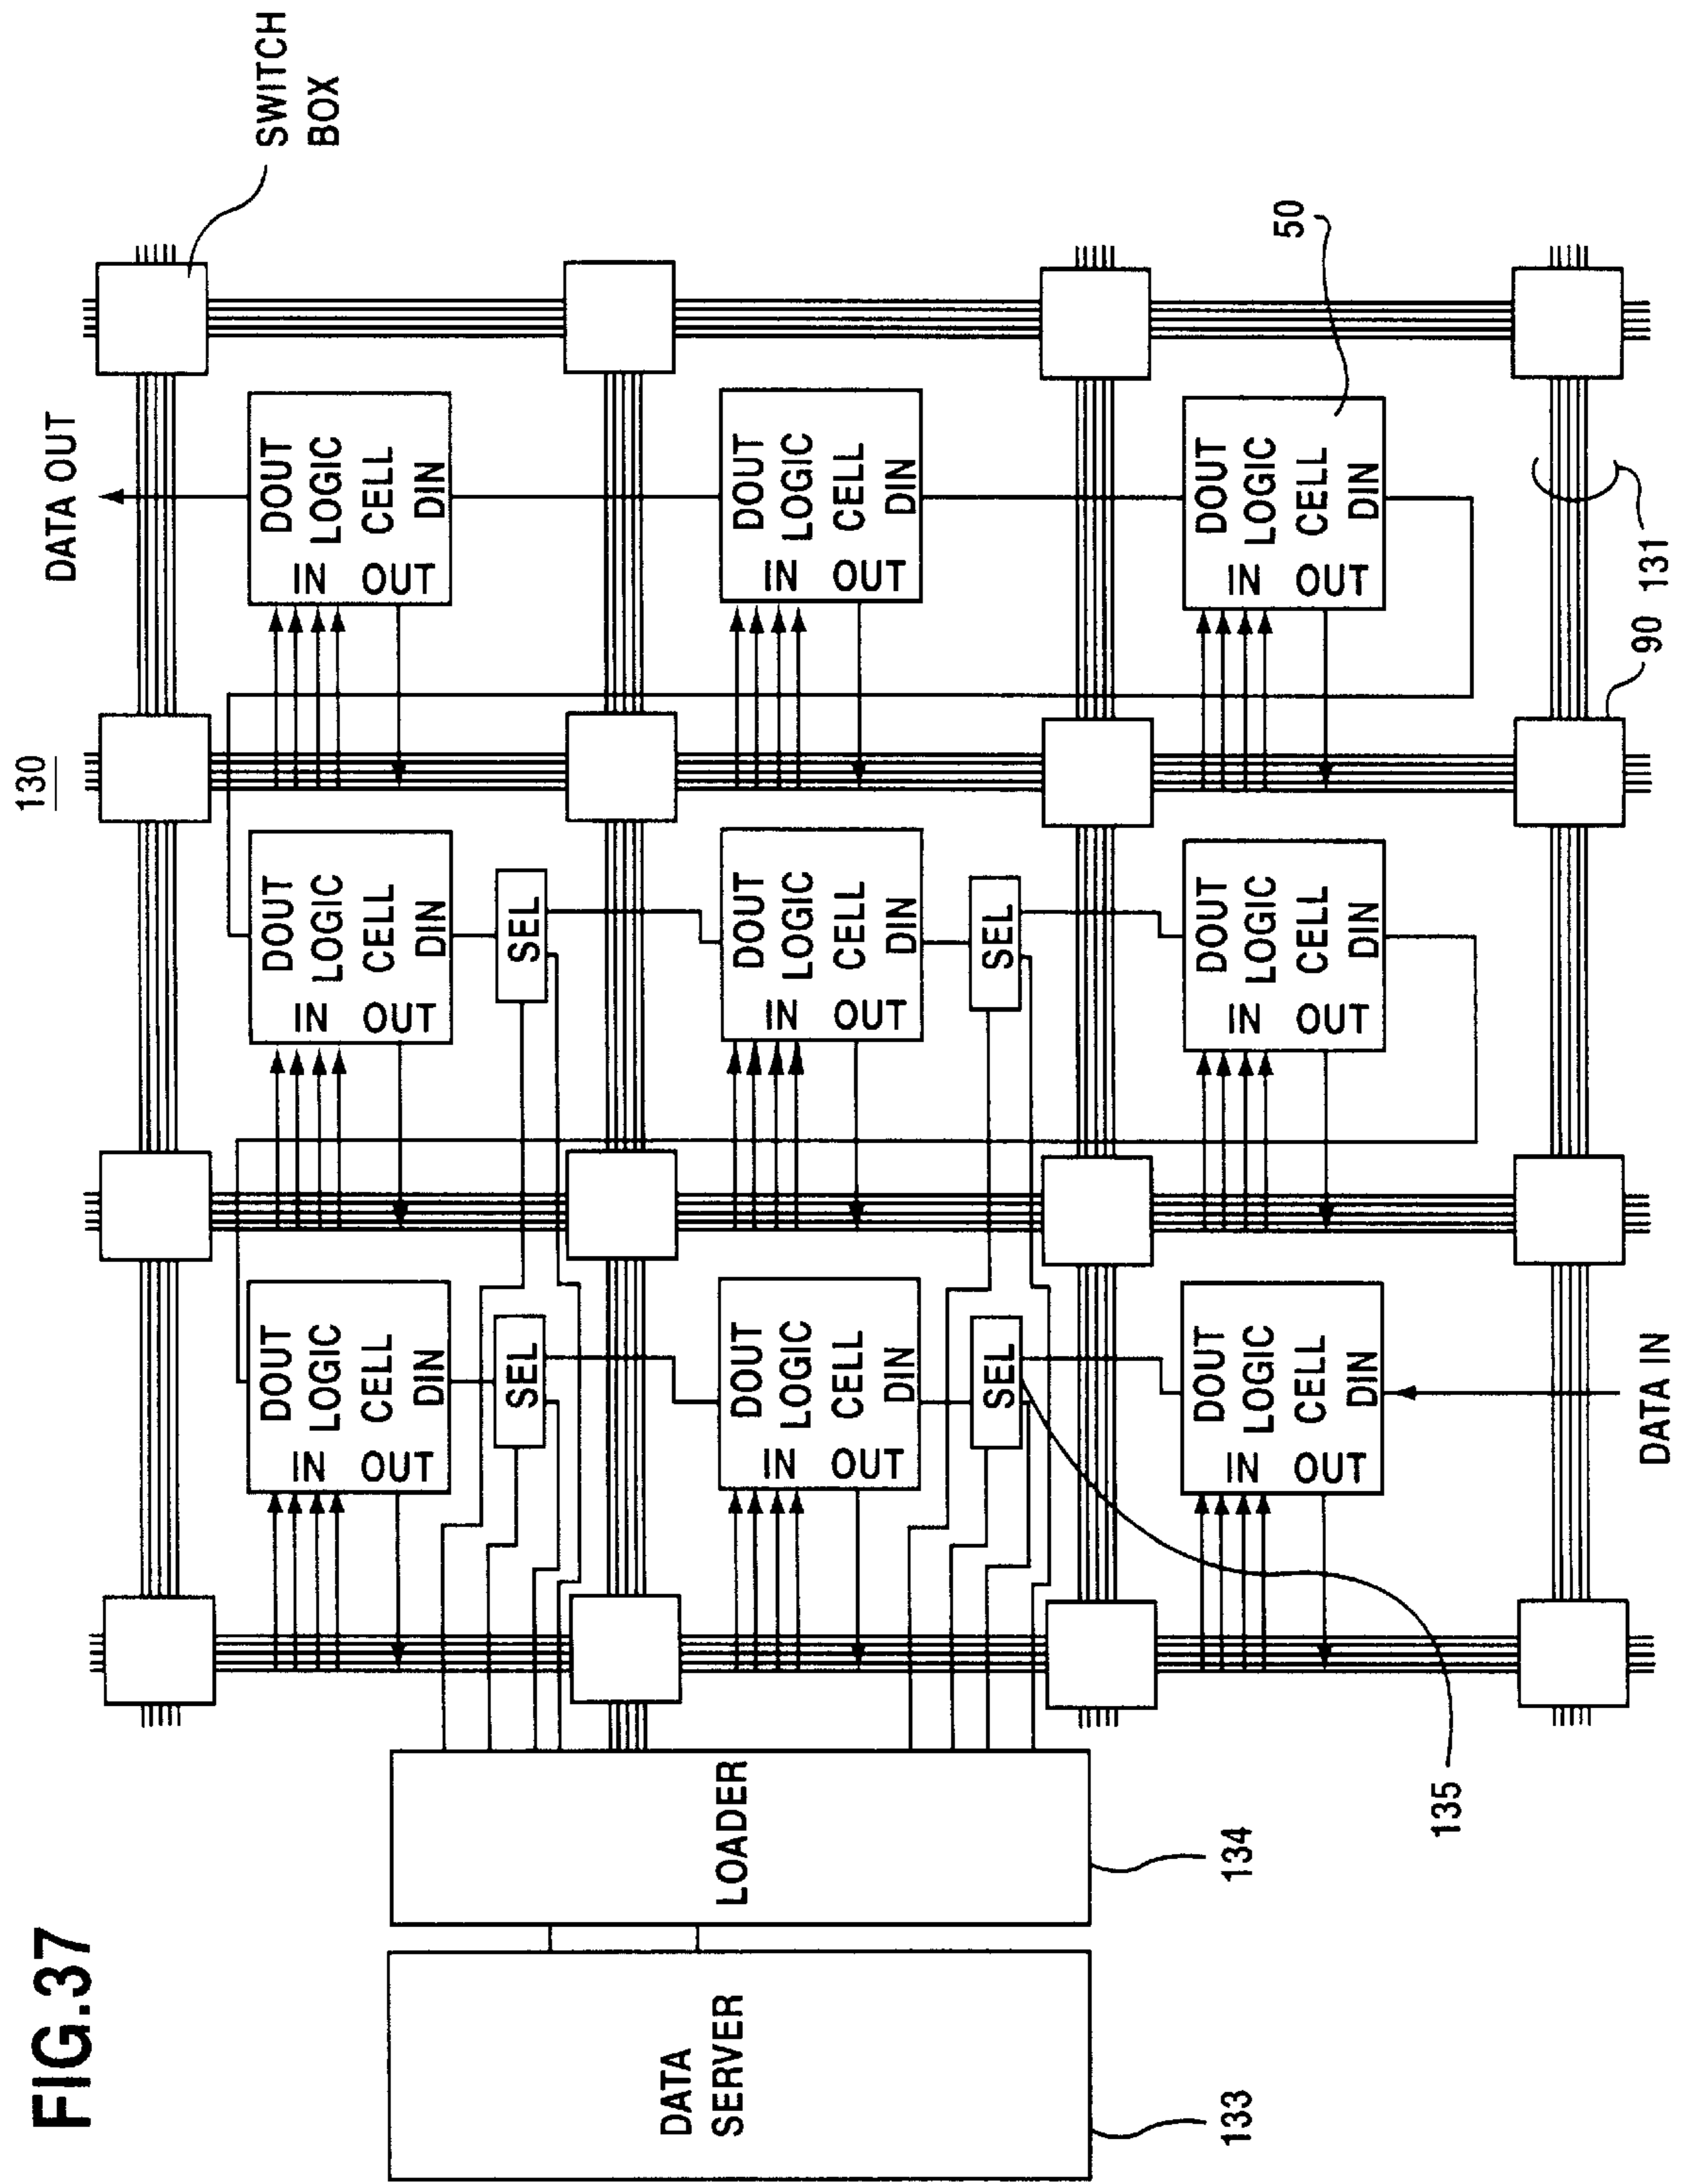 FIG.37
130
DATA OUT
SWITCH
BOX
DOUT
LOGIC
IN
CELL
OUT
DIN
DOUT
LOGIC
IN
CELL
OUT
DIN
DOUT
LOGIC
IN
CELL
OUT
DIN
SEL
SEL
DATA
SERVER
LOADER
DOUT
LOGIC
IN
CELL
OUT
DIN
DOUT
LOGIC
IN
CELL
OUT
DIN
DOUT
LOGIC
IN
CELL
OUT
DIN
SEL
SEL
DOUT
LOGIC
IN
CELL
OUT
DIN
DOUT
LOGIC
IN
CELL
OUT
DIN
DOUT
LOGIC
IN
CELL
OUT
DIN
50
133
134
135
DATA IN
90
131